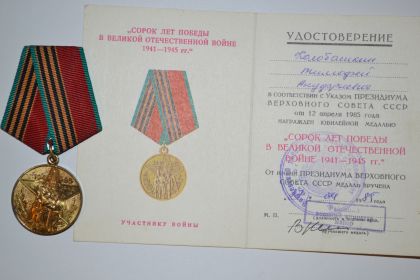 "СОРОК ЛЕТ ПОБЕДЫ
В ВЕЛИКОЙ ОТЕЧЕСТВЕННОЙ ВОЙНЕ
1941—1945 гг."
УЧАСТНИКУ ВОЙНЫ
УДОСТОВЕРЕНИЕ
В СООТВЕТСТВИИ С УКАЗОМ ПРЕЗИДИУМА
ВЕРХОВНОГО СОВЕТА СССР
от 12 апреля 1985 года
НАГРАЖДЕН ЮБИЛЕЙНОЙ МЕДАЛЬЮ
"СОРОК ЛЕТ ПОБЕДЫ
В ВЕЛИКОЙ ОТЕЧЕСТВЕННОЙ
ВОЙНЕ 1941—1945 гг."
От имени ПРЕЗИДИУМА ВЕРХОВНОГО
СОВЕТА СССР МЕДАЛЬ ВРУЧЕНА
М. П.